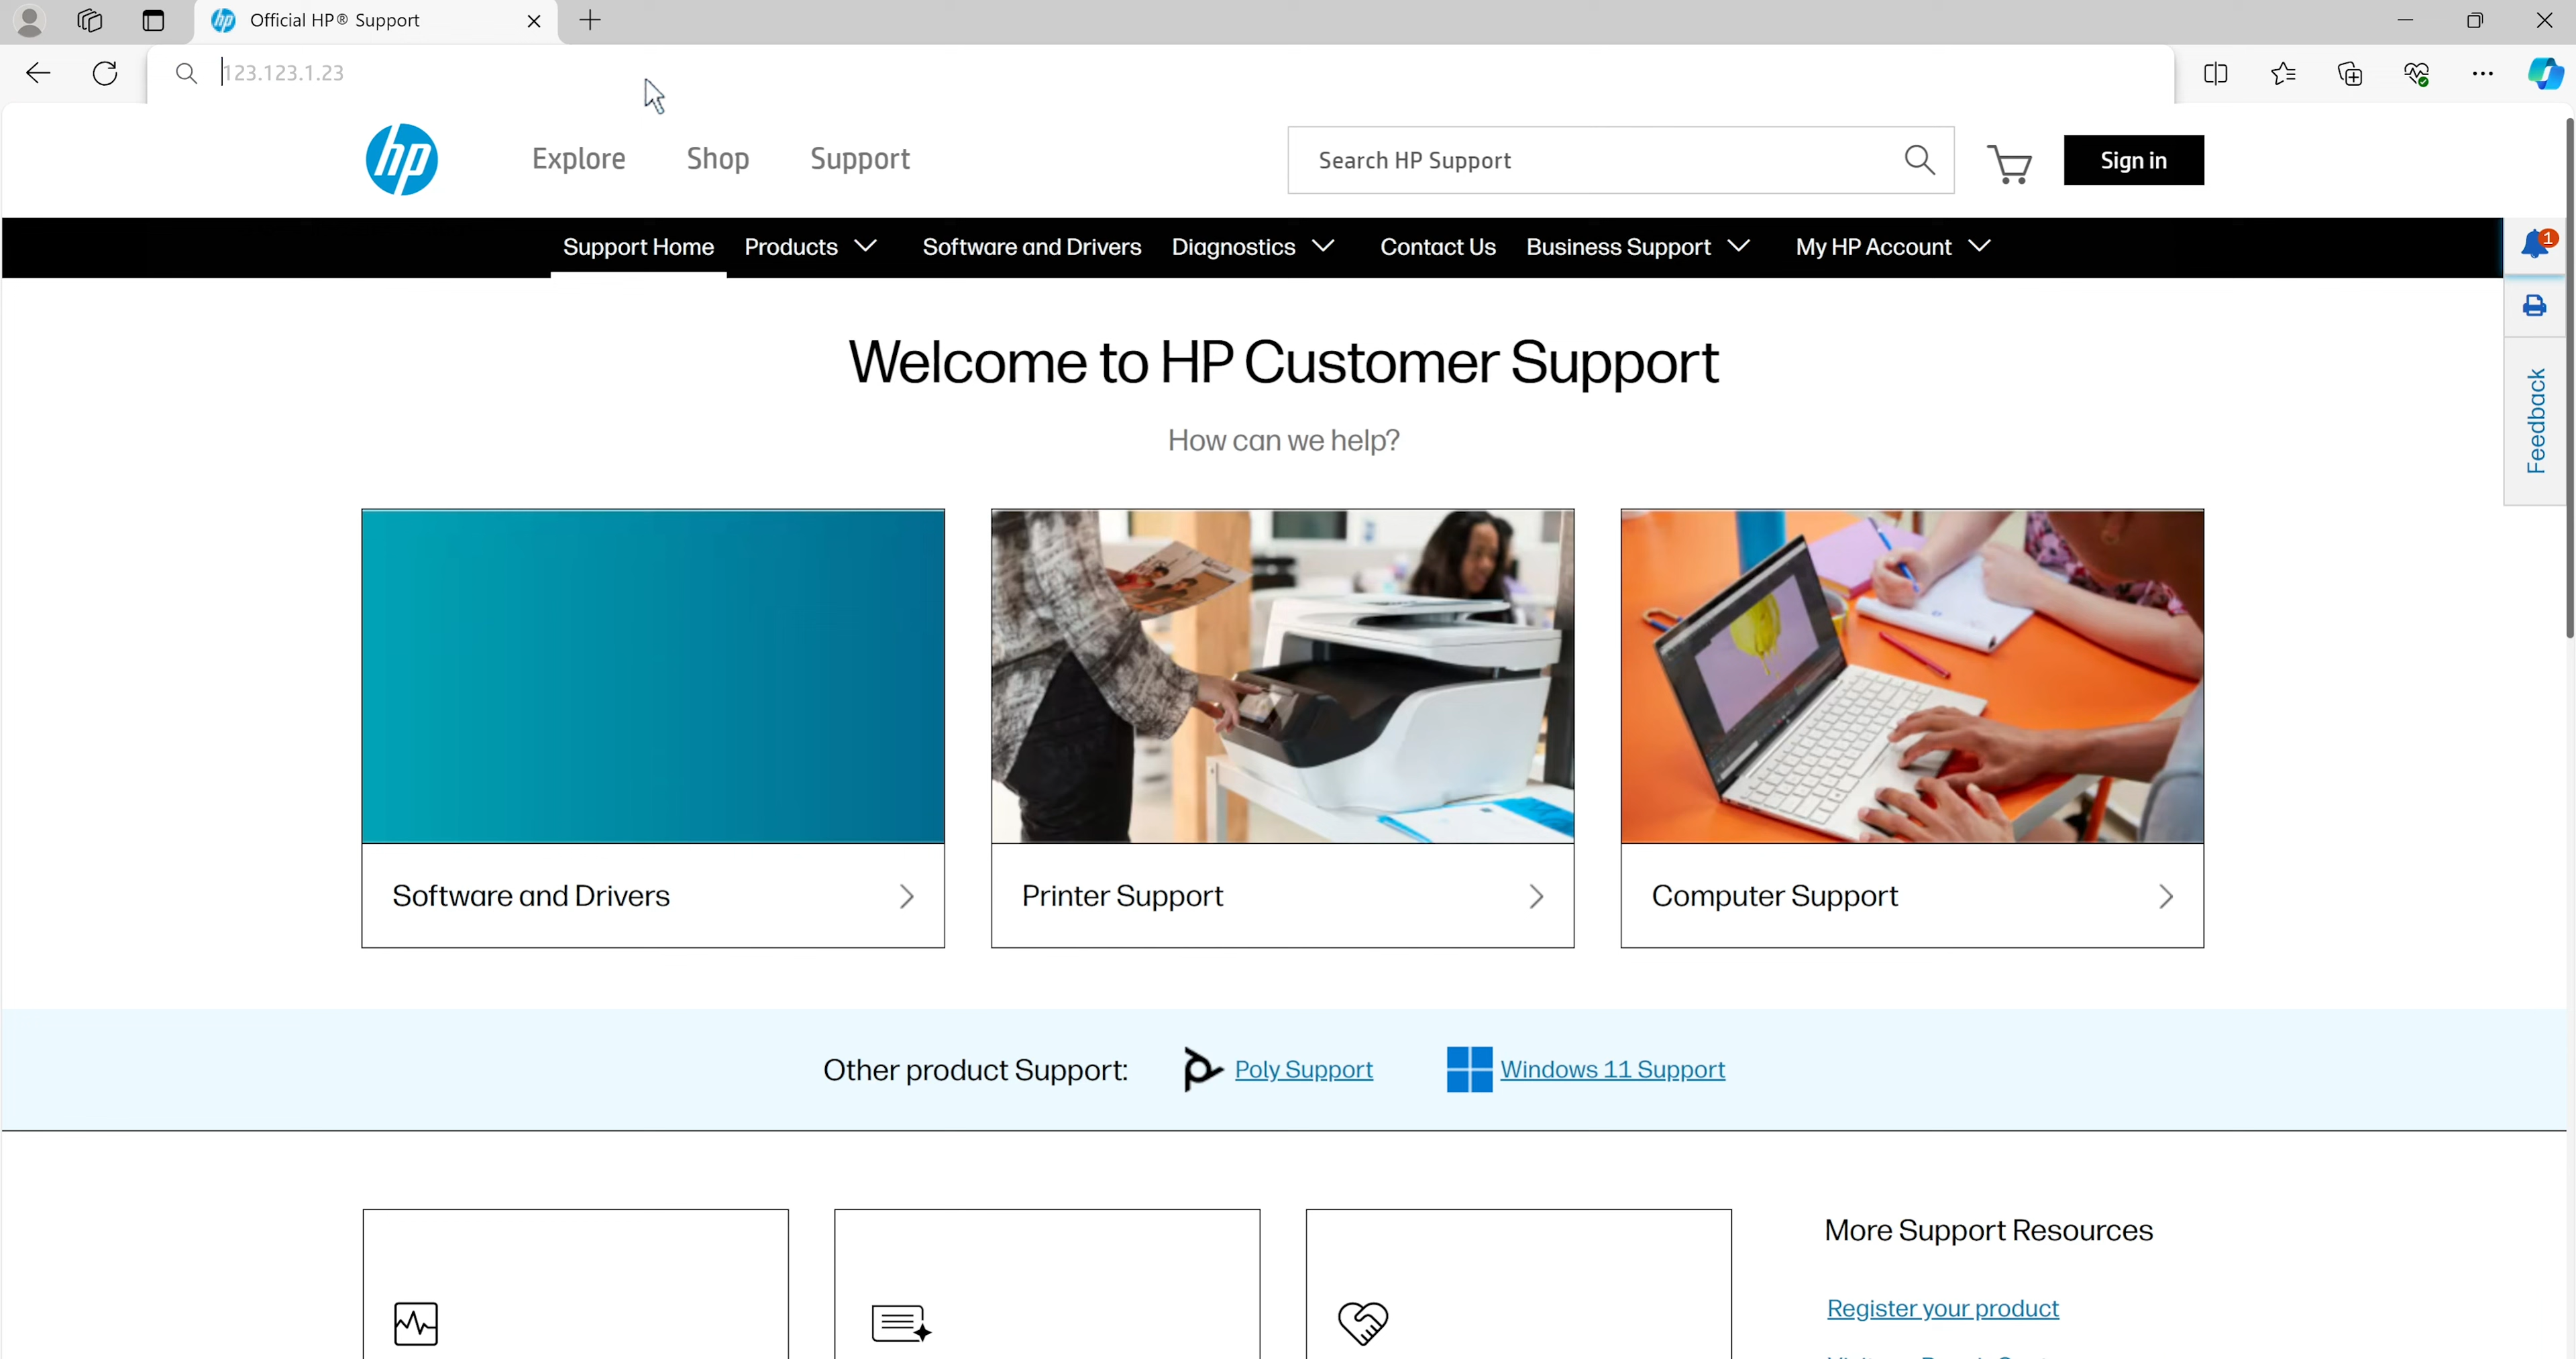 Official HP® Support
123.123.1.23
hp
Explore Shop Support
Search HP Support
Sign in
Support Home Products Software and Drivers Diagnostics Contact Us Business Support My HP Account
1
Feedback
Welcome to HP Customer Support
How can we help?
Software and Drivers
Printer Support
Computer Support
Other product Support: Poly Support Windows 11 Support
More Support Resources
Register your product